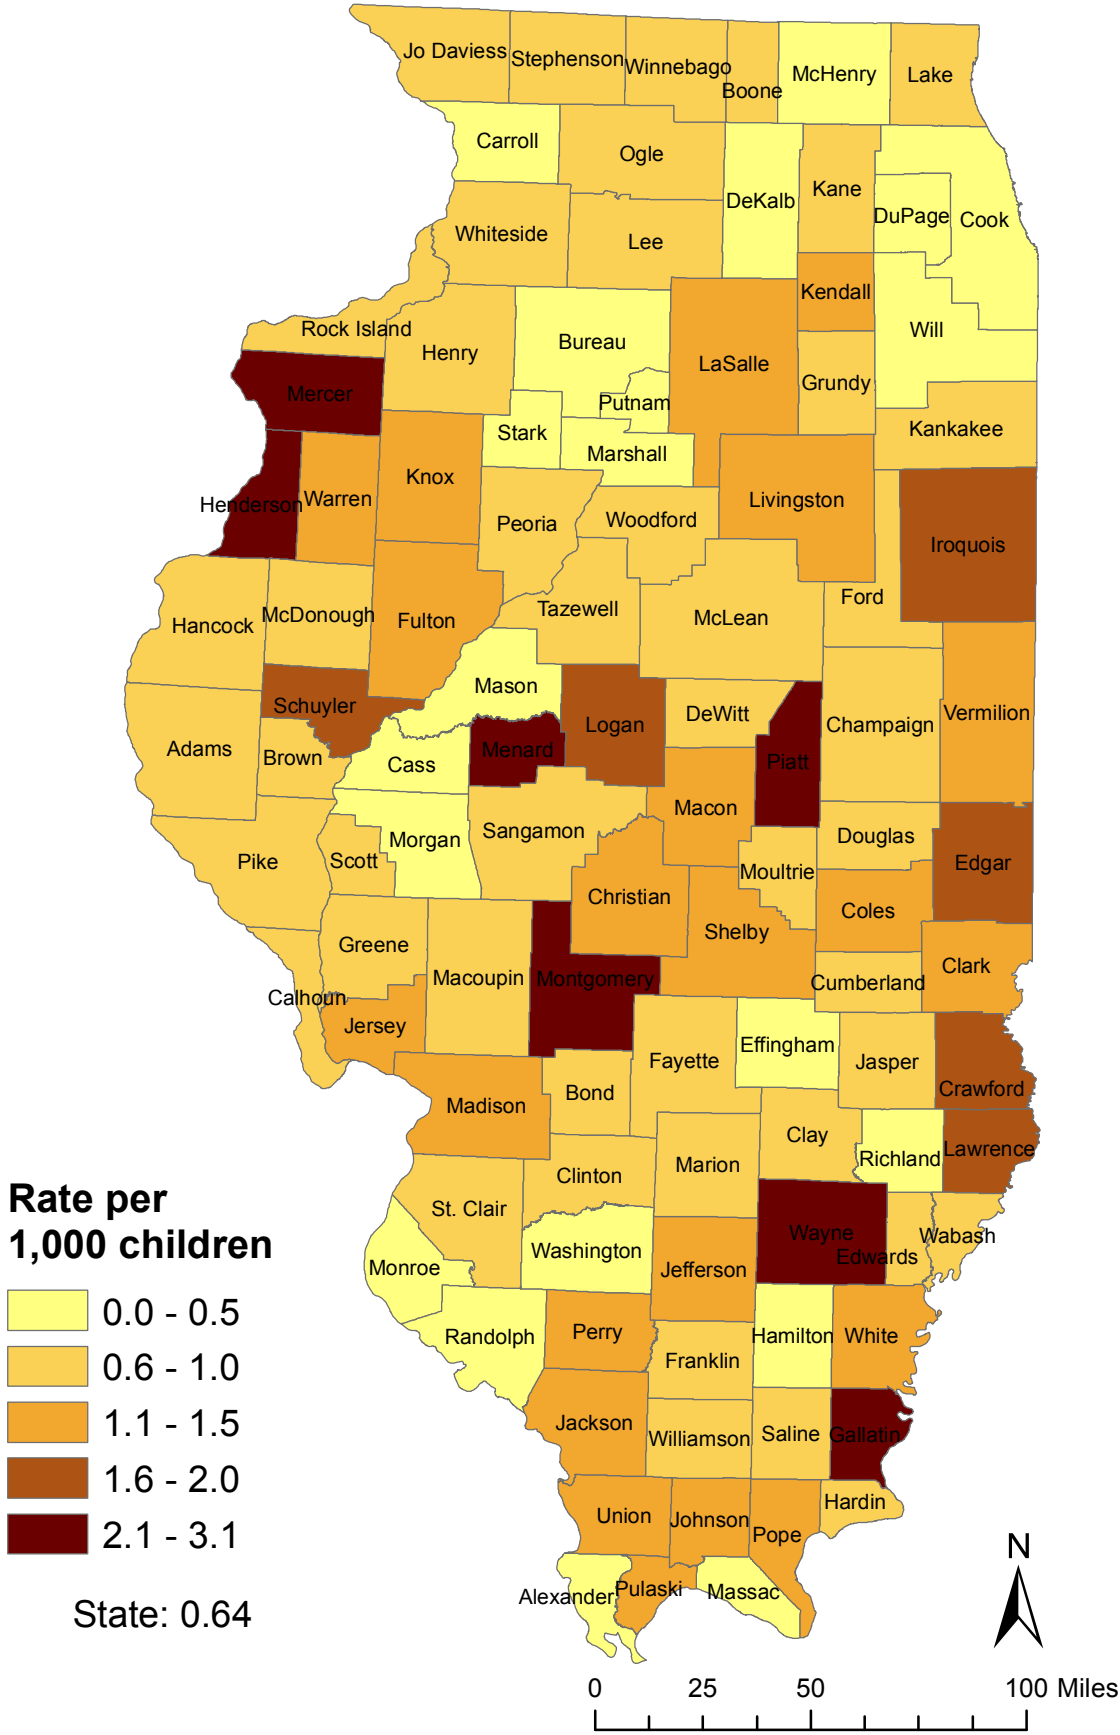 Jo Daviess
Stephenson
Winnebago
Boone
McHenry
Lake
Carroll
Ogle
DeKalb
Kane
DuPage
Cook
Whiteside
Lee
Kendall
Rock Island
Henry
Bureau
LaSalle
Will
Grundy
Mercer
Putnam
Kankakee
Stark
Marshall
Knox
Henderson
Warren
Livingston
Peoria
Woodford
Iroquois
Ford
Hancock
McDonough
Fulton
Tazewell
McLean
Mason
Schuyler
Logan
DeWitt
Champaign
Vermilion
Adams
Brown
Cass
Menard
Piatt
Macon
Sangamon
Morgan
Douglas
Pike
Scott
Moultrie
Edgar
Christian
Coles
Shelby
Greene
Macoupin
Montgomery
Cumberland
Clark
Calhoun
Jersey
Effingham
Fayette
Jasper
Crawford
Bond
Madison
Clay
Lawrence
Richland
Marion
Clinton
St. Clair
Wayne
Edwards
Wabash
Washington
Monroe
Jefferson
Randolph
Perry
Hamilton
White
Franklin
Jackson
Williamson
Saline
Gallatin
Hardin
Union
Johnson
Pope
Alexander
Pulaski
Massac
Rate per
1,000 children
0.0 - 0.5
0.6 - 1.0
1.1 - 1.5
1.6 - 2.0
2.1 - 3.1
State: 0.64
N
0 25 50 100 Miles